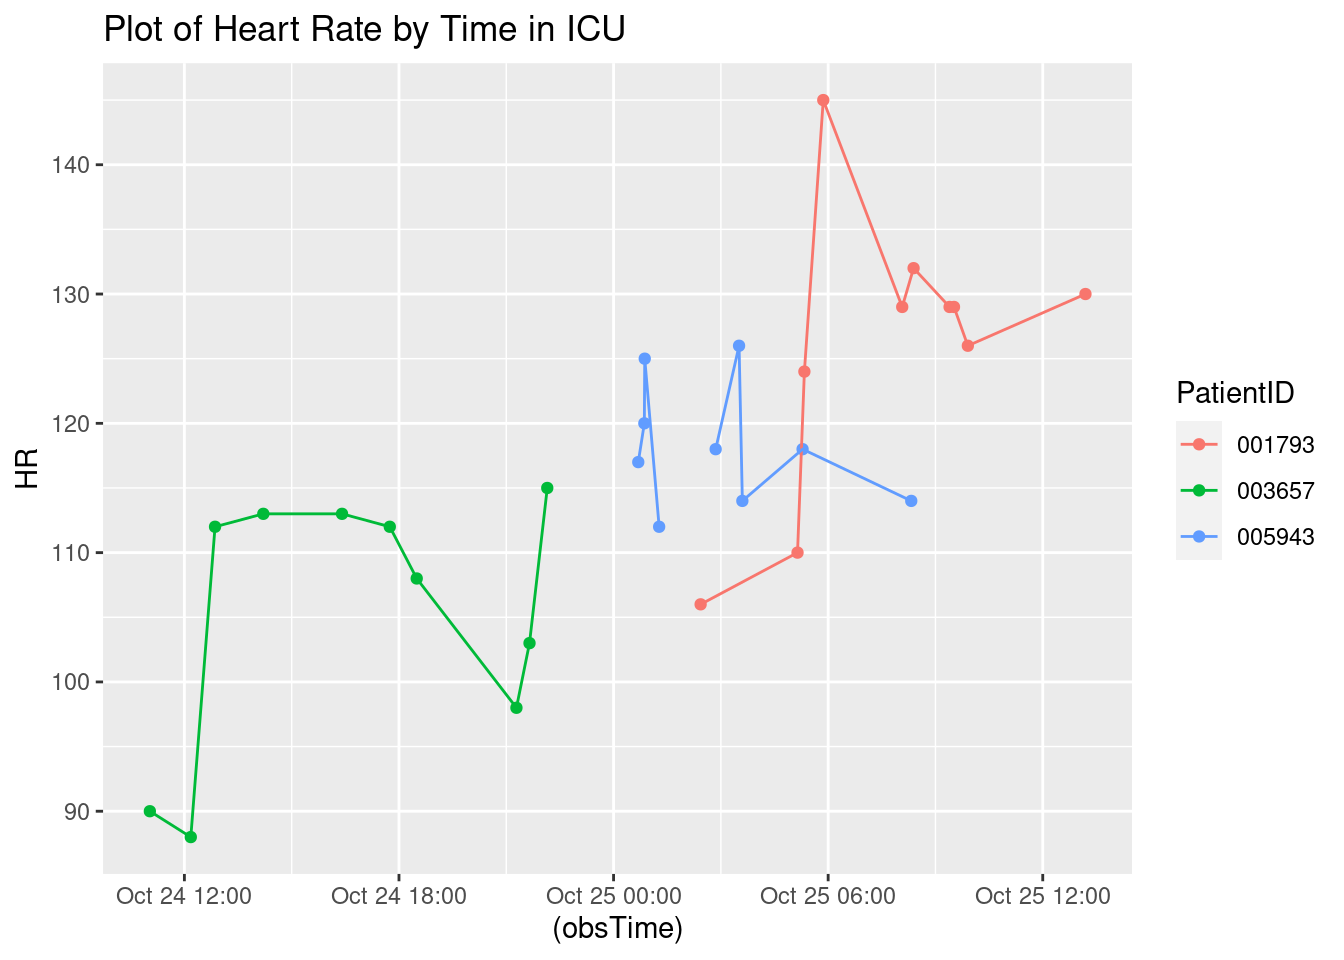 Plot of Heart Rate by Time in ICU
HR
140
130
120
110
100
90
Oct 24 12:00 Oct 24 18:00 Oct 25 00:00 Oct 25 06:00 Oct 25 12:00
(obsTime)
PatientID
001793
003657
005943